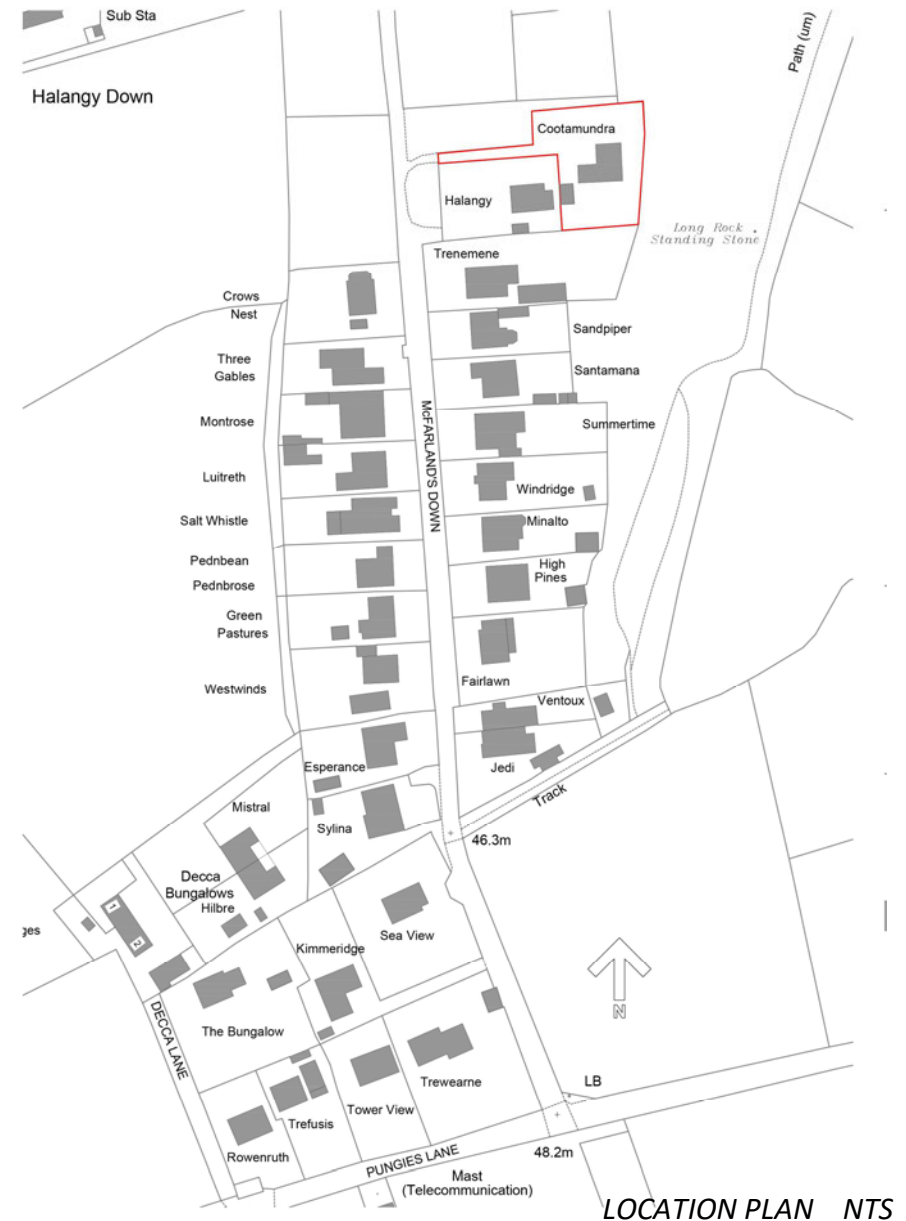 Sub Sta
Path (um)
Halangy Down
Cootamundra
Halangy
Long Rock
Standing Stone
Trenemene
Crows
Nest
Sandpiper
Three
Gables
Santamana
McFARLAND'S DOWN
Montrose
Summertime
Luitreth
Windridge
Salt Whistle
Minalto
Pednbean
High
Pines
Pednbrose
Green
Pastures
Fairlawn
Westwinds
Ventoux
Esperance
Jedi
Track
Mistral
Sylina
46.3m
Decca
Bungalows
Hilbre
1
2
ges
Sea View
Kimmeridge
N
DECCA LANE
The Bungalow
LB
Trewearne
Tower View
Trefusis
Rowenruth
PUNGIES LANE
48.2m
Mast
(Telecommunication)
LOCATION PLAN NTS